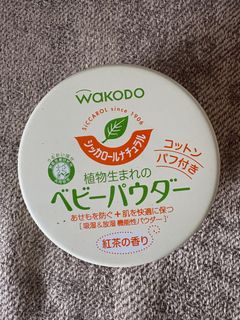 wakodo
SICCAROL since 1906
シッカロールナチュラル
コットン
パフ付き
植物生まれの
ベビーパウダー
あせもを防ぐ+肌を快適に保つ
[吸湿&放湿 機能性パウダー]
紅茶の香り